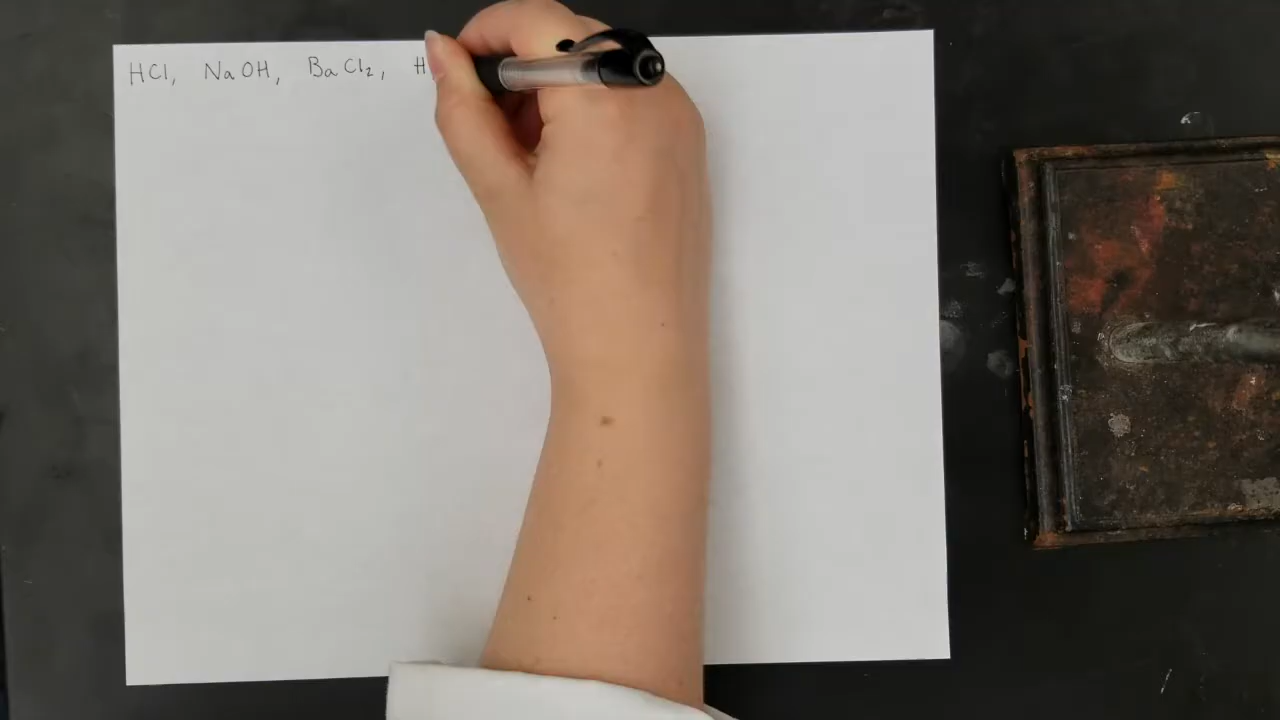 HCl, NaOH, BaCl₂, H